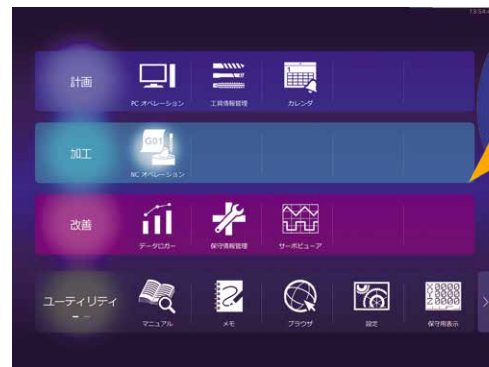 13:54
計画
PC オペレーション
工具情報管理
カレンダ
加工
G01
NC オペレーション
改善
データロガー
保守情報管理
サーボビューア
ユーティリティ
マニュアル
メモ
ブラウザ
設定
保守用表示